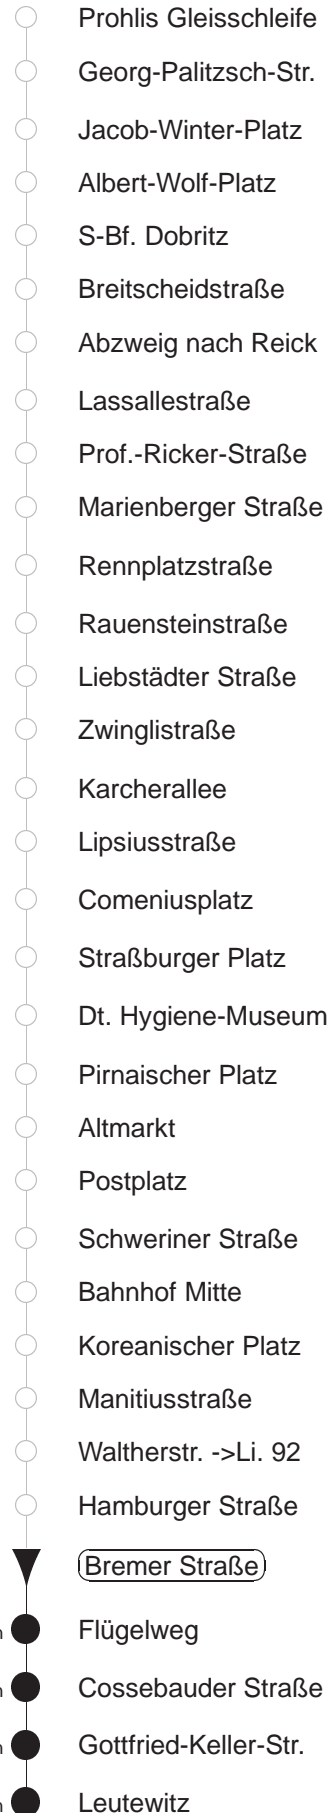 Prohlis Gleisschleife
Georg-Palitzsch-Str.
Jacob-Winter-Platz
Albert-Wolf-Platz
S-Bf. Dobritz
Breitscheidstraße
Abzweig nach Reick
Lassallestraße
Prof.-Ricker-Straße
Marienberger Straße
Rennplatzstraße
Rauensteinstraße
Liebstädter Straße
Zwinglistraße
Karcherallee
Lipsiusstraße
Comeniusplatz
Straßburger Platz
Dt. Hygiene-Museum
Pirnaischer Platz
Altmarkt
Postplatz
Schweriner Straße
Bahnhof Mitte
Koreanischer Platz
Manitiusstraße
Waltherstr. ->Li. 92
Hamburger Straße
Bremer Straße
Flügelweg
Cossebauder Straße
Gottfried-Keller-Str.
Leutewitz